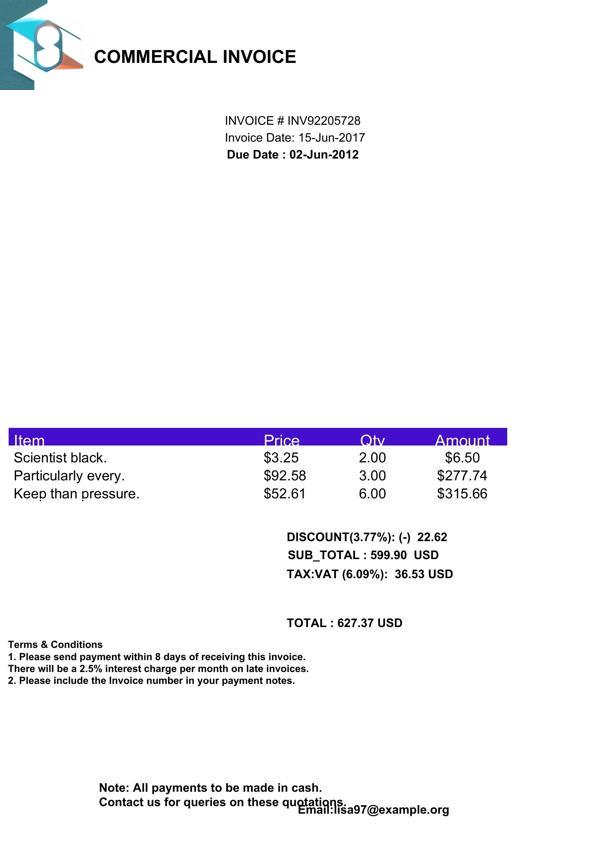 COMMERCIAL INVOICE
INVOICE # INV92205728
Invoice Date: 15-Jun-2017
Due Date : 02-Jun-2012
Item Price Qty Amount
Scientist black. $3.25 2.00 $6.50
Particularly every. $92.58 3.00 $277.74
Keep than pressure. $52.61 6.00 $315.66
DISCOUNT(3.77%): (-) 22.62
SUB_TOTAL : 599.90 USD
TAX:VAT (6.09%): 36.53 USD
TOTAL : 627.37 USD
Terms & Conditions
1. Please send payment within 8 days of receiving this invoice.
There will be a 2.5% interest charge per month on late invoices.
2. Please include the Invoice number in your payment notes.
Note: All payments to be made in cash.
Contact us for queries on these quotations.
Email:lisa97@example.org